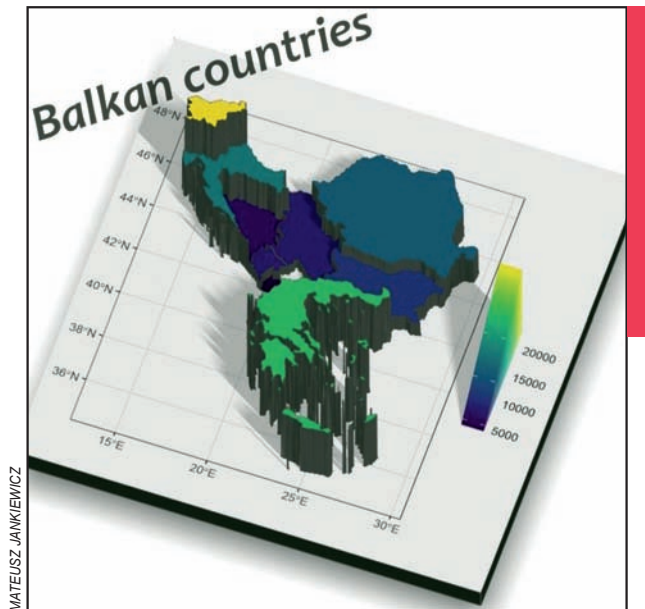 Balkan countries
48°N
46°N
44°N
42°N
40°N
38°N
36°N
15°E
20°E
25°E
30°E
20000
15000
10000
5000
MATEUSZ JANKIEWICZ